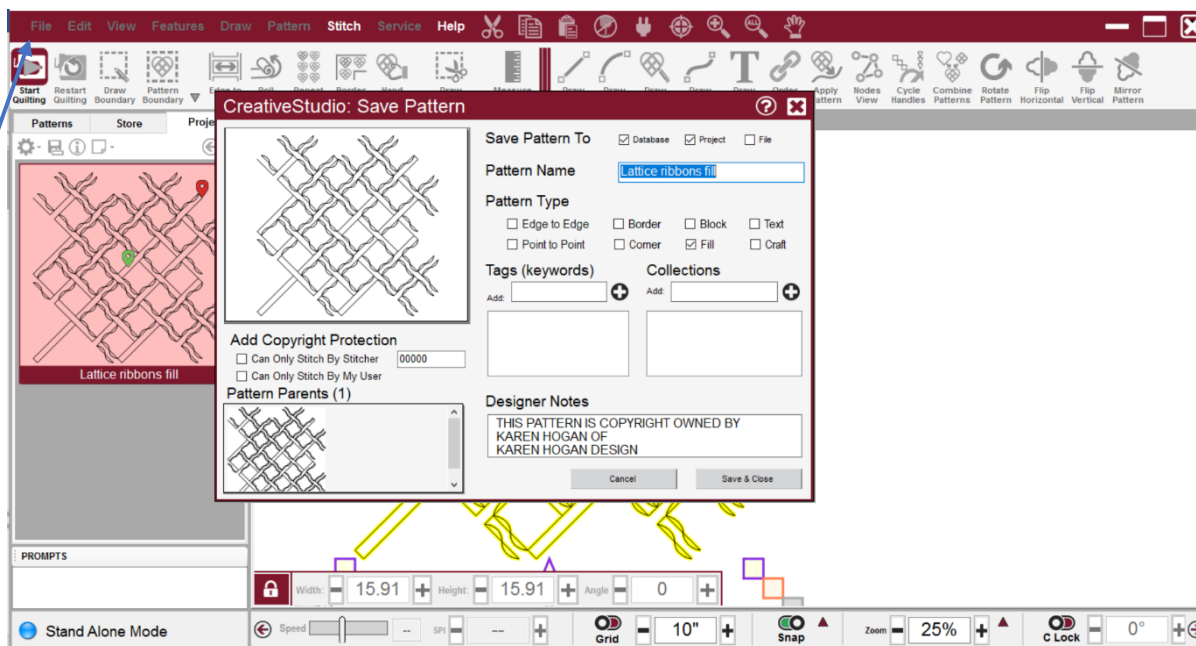 File Edit View Features Draw Pattern Stitch Service Help
Start Quilting
Restart Quilting
Draw Boundary
Pattern Boundary
Measure
Nodes View
Cycle Handles
Combine Patterns
Rotate Pattern
Flip Horizontal
Flip Vertical
Mirror Pattern
Patterns Store
CreativeStudio: Save Pattern
Save Pattern To Database Project File
Pattern Name Lattice ribbons fill
Pattern Type
Edge to Edge Border Block Text
Point to Point Corner Fill Craft
Tags (keywords) Collections
Add: Add:
Add Copyright Protection
Can Only Stitch By Stitcher 00000
Can Only Stitch By My User
Pattern Parents (1)
Designer Notes
THIS PATTERN IS COPYRIGHT OWNED BY
KAREN HOGAN OF
KAREN HOGAN DESIGN
Cancel Save & Close
Lattice ribbons fill
PROMPTS
Width: 15.91 Height: 15.91 Angle 0
Stand Alone Mode Speed -- SPI -- Grid 10" Snap Zoom 25% C Lock 0°